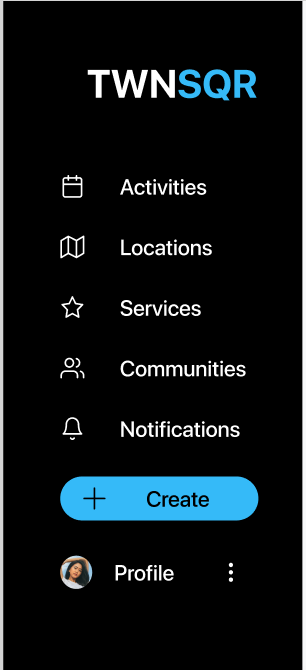 TWNSQR
Activities
Locations
Services
Communities
Notifications
Create
Profile